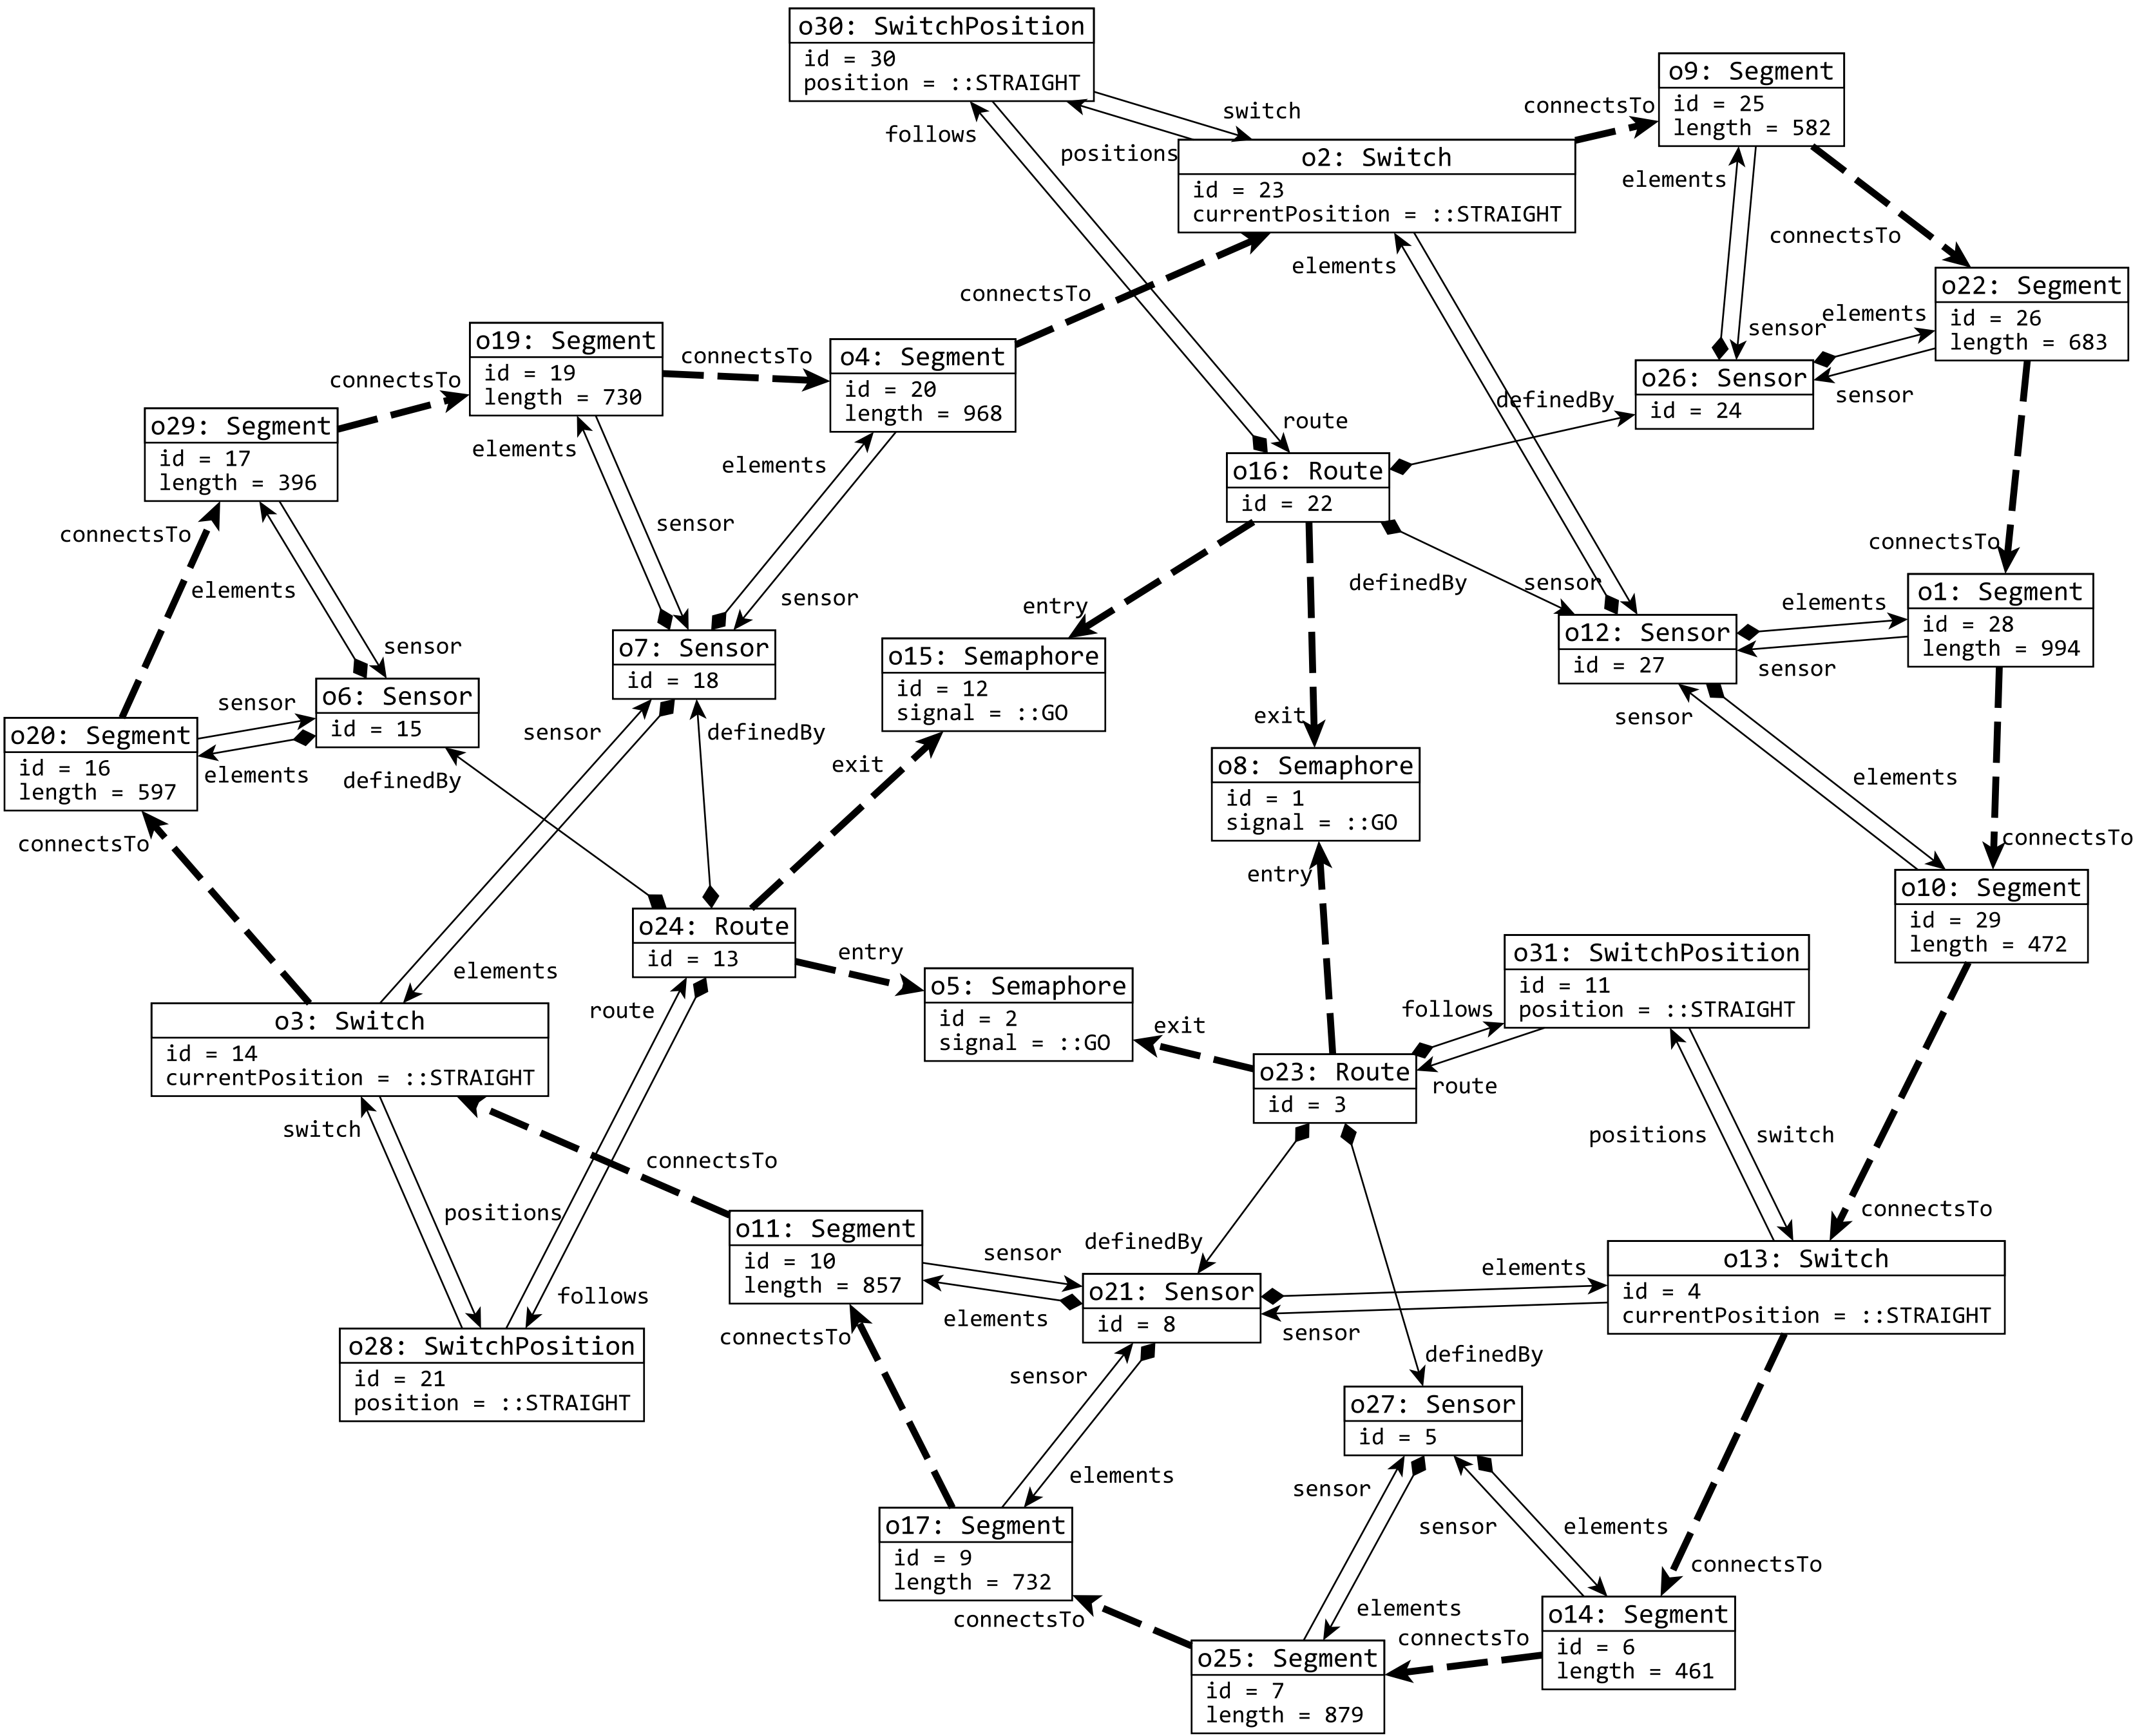 o30: SwitchPosition
id = 30
position = ::STRAIGHT
o9: Segment
id = 25
length = 582
connectsTo
switch
follows
positions
o2: Switch
id = 23
currentPosition = ::STRAIGHT
elements
connectsTo
elements
connectsTo
o22: Segment
id = 26
length = 683
sensor
elements
o19: Segment
id = 19
length = 730
connectsTo
o4: Segment
id = 20
length = 968
connectsTo
o26: Sensor
id = 24
sensor
definedBy
o29: Segment
id = 17
length = 396
elements
elements
route
o16: Route
id = 22
connectsTo
sensor
connectsTo
elements
sensor
entry
definedBy
sensor
o1: Segment
id = 28
length = 994
elements
o12: Sensor
id = 27
sensor
o7: Sensor
id = 18
o15: Semaphore
id = 12
signal = ::GO
sensor
o6: Sensor
id = 15
sensor
o20: Segment
id = 16
length = 597
elements
definedBy
sensor
definedBy
exit
exit
o8: Semaphore
id = 1
signal = ::GO
sensor
elements
connectsTo
connectsTo
entry
o10: Segment
id = 29
length = 472
o24: Route
id = 13
entry
o31: SwitchPosition
id = 11
position = ::STRAIGHT
elements
route
o5: Semaphore
id = 2
signal = ::GO
exit
follows
o3: Switch
id = 14
currentPosition = ::STRAIGHT
o23: Route
id = 3
route
switch
connectsTo
positions
switch
positions
connectsTo
o11: Segment
id = 10
length = 857
sensor
definedBy
elements
o13: Switch
id = 4
currentPosition = ::STRAIGHT
o21: Sensor
id = 8
elements
sensor
follows
connectsTo
o28: SwitchPosition
id = 21
position = ::STRAIGHT
sensor
definedBy
o27: Sensor
id = 5
elements
sensor
sensor
elements
o17: Segment
id = 9
length = 732
connectsTo
connectsTo
elements
connectsTo
o14: Segment
id = 6
length = 461
o25: Segment
id = 7
length = 879